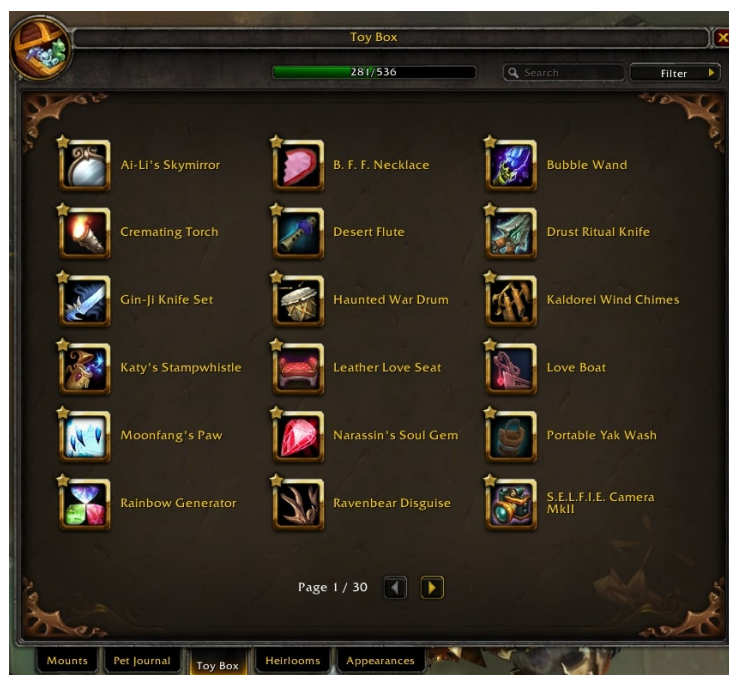 Toy Box
281/536
Search
Filter
Ai-Li's Skymirror
B. F. F. Necklace
Bubble Wand
Cremating Torch
Desert Flute
Drust Ritual Knife
Gin-Ji Knife Set
Haunted War Drum
Kaldorei Wind Chimes
Katy's Stampwhistle
Leather Love Seat
Love Boat
Moonfang's Paw
Narassin's Soul Gem
Portable Yak Wash
Rainbow Generator
Ravenbear Disguise
S.E.L.F.I.E. Camera
MkII
Page 1 / 30
Mounts
Pet Journal
Toy Box
Heirlooms
Appearances